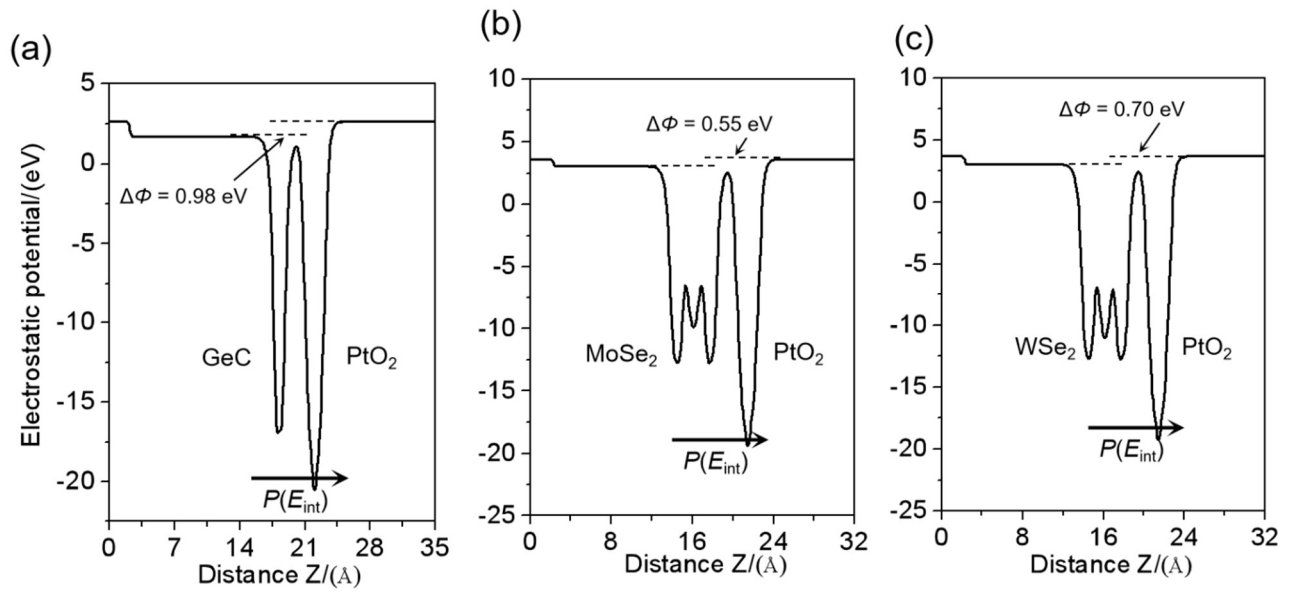 (a)
Electrostatic potential/(eV)
5
0
-5
-10
-15
-20
ΔΦ = 0.98 eV
GeC
PtO₂
P(Eᵢₙₜ)
0 7 14 21 28 35
Distance Z/(Å)
(b)
10
5
0
-5
-10
-15
-20
-25
ΔΦ = 0.55 eV
MoSe₂
PtO₂
P(Eᵢₙₜ)
0 8 16 24 32
Distance Z/(Å)
(c)
10
5
0
-5
-10
-15
-20
-25
ΔΦ = 0.70 eV
WSe₂
PtO₂
P(Eᵢₙₜ)
0 8 16 24 32
Distance Z/(Å)